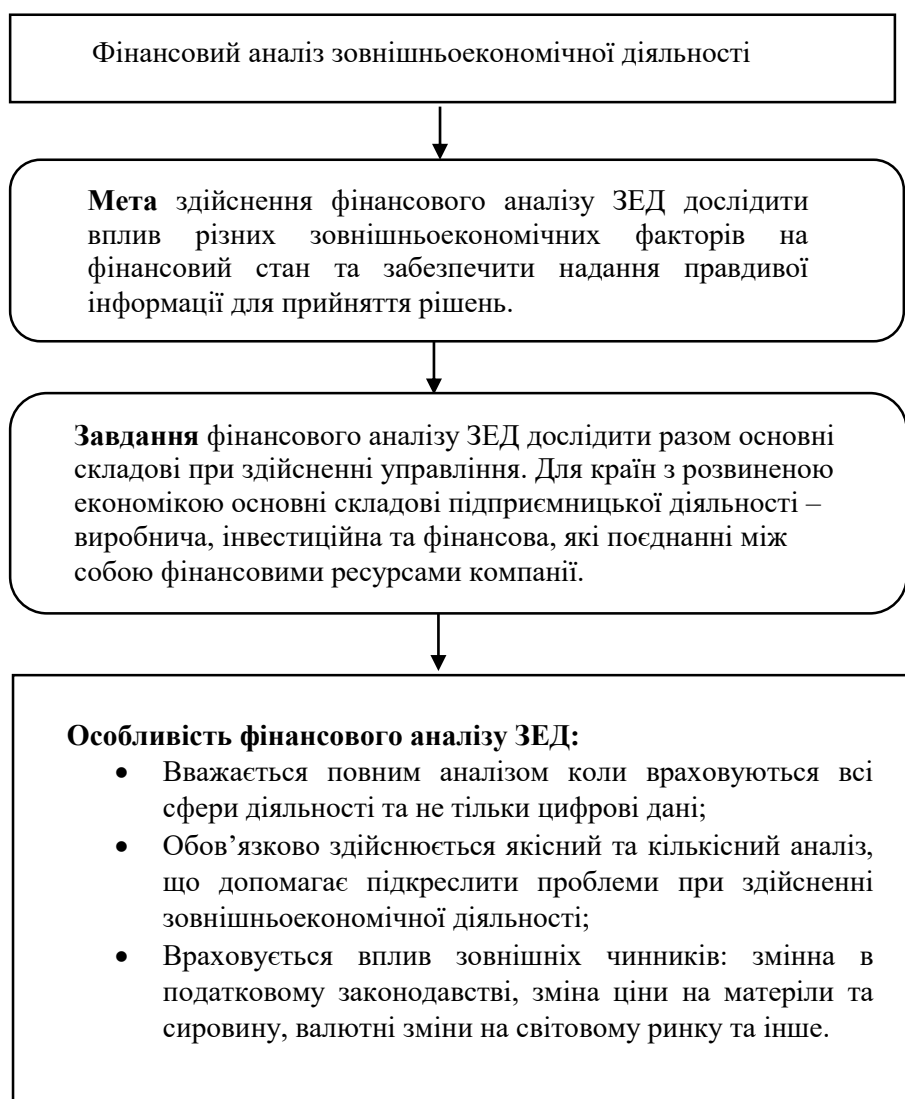 Фінансовий аналіз зовнішньоекономічної діяльності
Мета здійснення фінансового аналізу ЗЕД дослідити
вплив різних зовнішньоекономічних факторів на
фінансовий стан та забезпечити надання правдивої
інформації для прийняття рішень.
Завдання фінансового аналізу ЗЕД дослідити разом основні
складові при здійсненні управління. Для країн з розвиненою
економікою основні складові підприємницької діяльності –
виробнича, інвестиційна та фінансова, які поєднанні між
собою фінансовими ресурсами компанії.
Особливість фінансового аналізу ЗЕД:
• Вважається повним аналізом коли враховуються всі
сфери діяльності та не тільки цифрові дані;
• Обов’язково здійснюється якісний та кількісний аналіз,
що допомагає підкреслити проблеми при здійсненні
зовнішньоекономічної діяльності;
• Враховується вплив зовнішніх чинників: змінна в
податковому законодавстві, зміна ціни на матеріли та
сировину, валютні зміни на світовому ринку та інше.